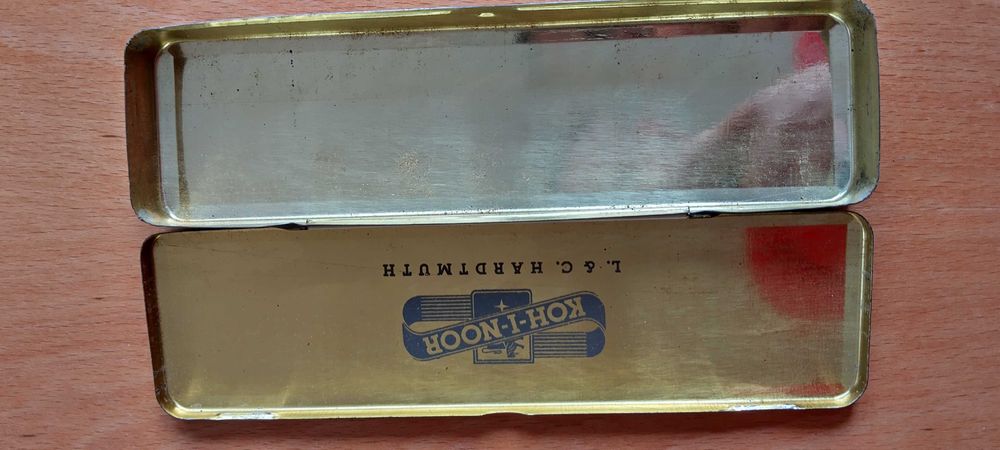 KOH-I-NOOR
L. & C. HARDTMUTH